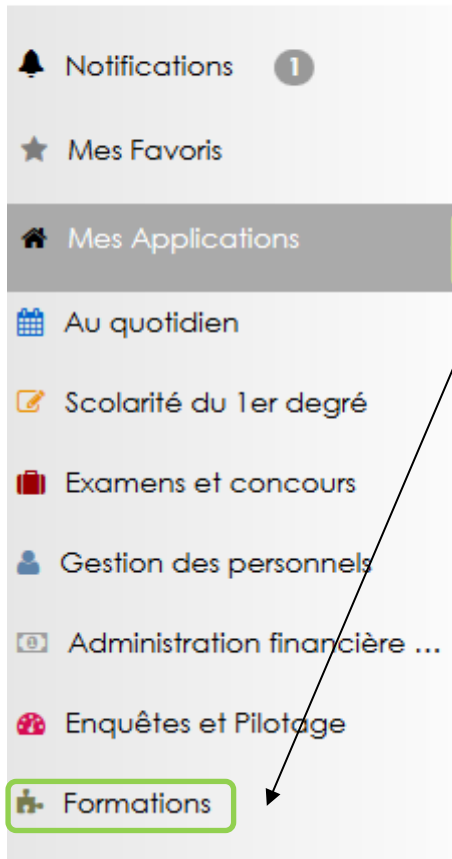 Notifications 1
Mes Favoris
Mes Applications
Au quotidien
Scolarité du 1er degré
Examens et concours
Gestion des personnels
Administration financière ...
Enquêtes et Pilotage
Formations